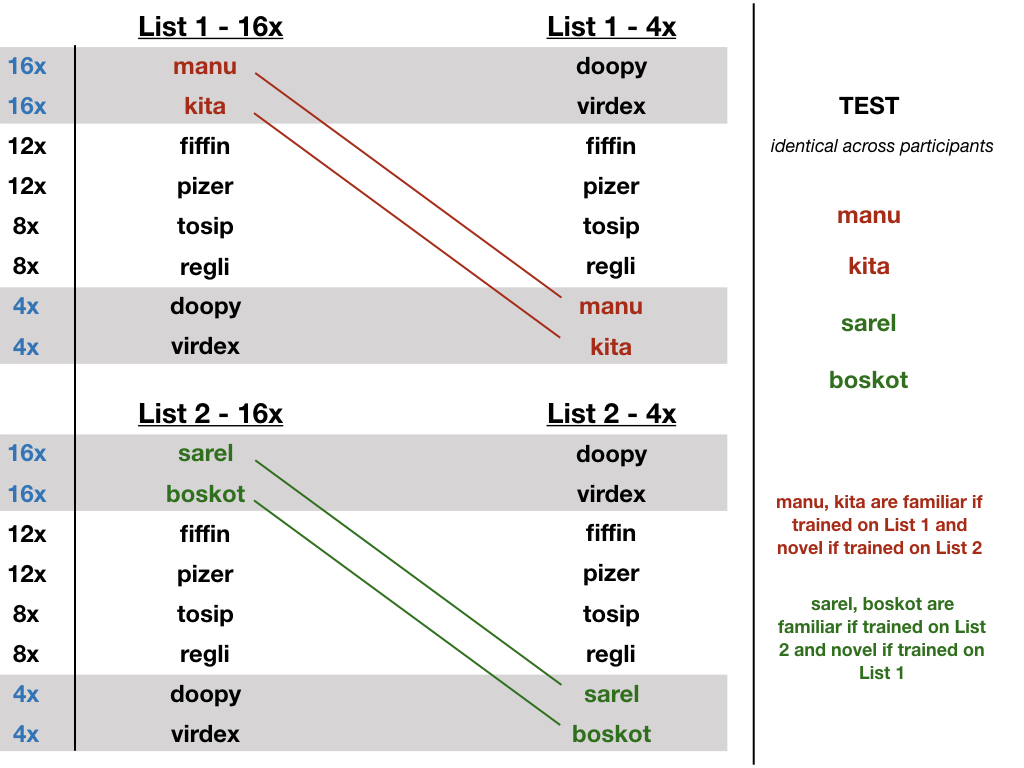 List 1 - 16x List 1 - 4x
16x manu doopy
16x kita virdex
12x fiffin fiffin
12x pizer pizer
8x tosip tosip
8x regli regli
4x doopy manu
4x virdex kita
List 2 - 16x List 2 - 4x
16x sarel doopy
16x boskot virdex
12x fiffin fiffin
12x pizer pizer
8x tosip tosip
8x regli regli
4x doopy sarel
4x virdex boskot
TEST
identical across participants
manu
kita
sarel
boskot
manu, kita are familiar if
trained on List 1 and
novel if trained on List 2
sarel, boskot are
familiar if trained on List
2 and novel if trained on
List 1